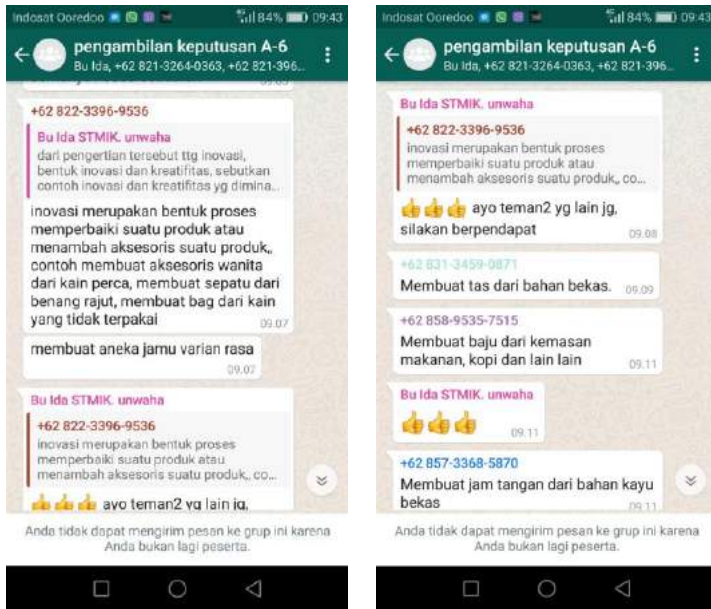 Indosat Ooredoo 84% 09:43
pengambilan keputusan A-6
Bu Ida, +62 821-3264-0363, +62 821-396...
+62 822-3396-9536
Bu Ida STMIK. unwaha
dari pengertian tersebut ttg inovasi,
bentuk inovasi dan kreatifitas, sebutkan
contoh inovasi dan kreatifitas yg dimina...
inovasi merupakan bentuk proses
memperbaiki suatu produk atau
menambah aksesoris suatu produk,,
contoh membuat aksesoris wanita
dari kain perca, membuat sepatu dari
benang rajut, membuat bag dari kain
yang tidak terpakai
09.07
membuat aneka jamu varian rasa
09.07
Bu Ida STMIK. unwaha
+62 822-3396-9536
inovasi merupakan bentuk proses
memperbaiki suatu produk atau
menambah aksesoris suatu produk,, co...
👍👍👍 ayo teman2 yg lain jg,
Anda tidak dapat mengirim pesan ke grup ini karena
Anda bukan lagi peserta.
Indosat Ooredoo 84% 09:43
pengambilan keputusan A-6
Bu Ida, +62 821-3264-0363, +62 821-396...
Bu Ida STMIK. unwaha
+62 822-3396-9536
inovasi merupakan bentuk proses
memperbaiki suatu produk atau
menambah aksesoris suatu produk,, co...
👍👍👍 ayo teman2 yg lain jg,
silakan berpendapat
09.08
+62 831-3459-0871
Membuat tas dari bahan bekas.
09.09
+62 858-9535-7515
Membuat baju dari kemasan
makanan, kopi dan lain lain
09.11
Bu Ida STMIK. unwaha
👍👍👍
09.11
+62 857-3368-5870
Membuat jam tangan dari bahan kayu
bekas
09.11
Anda tidak dapat mengirim pesan ke grup ini karena
Anda bukan lagi peserta.